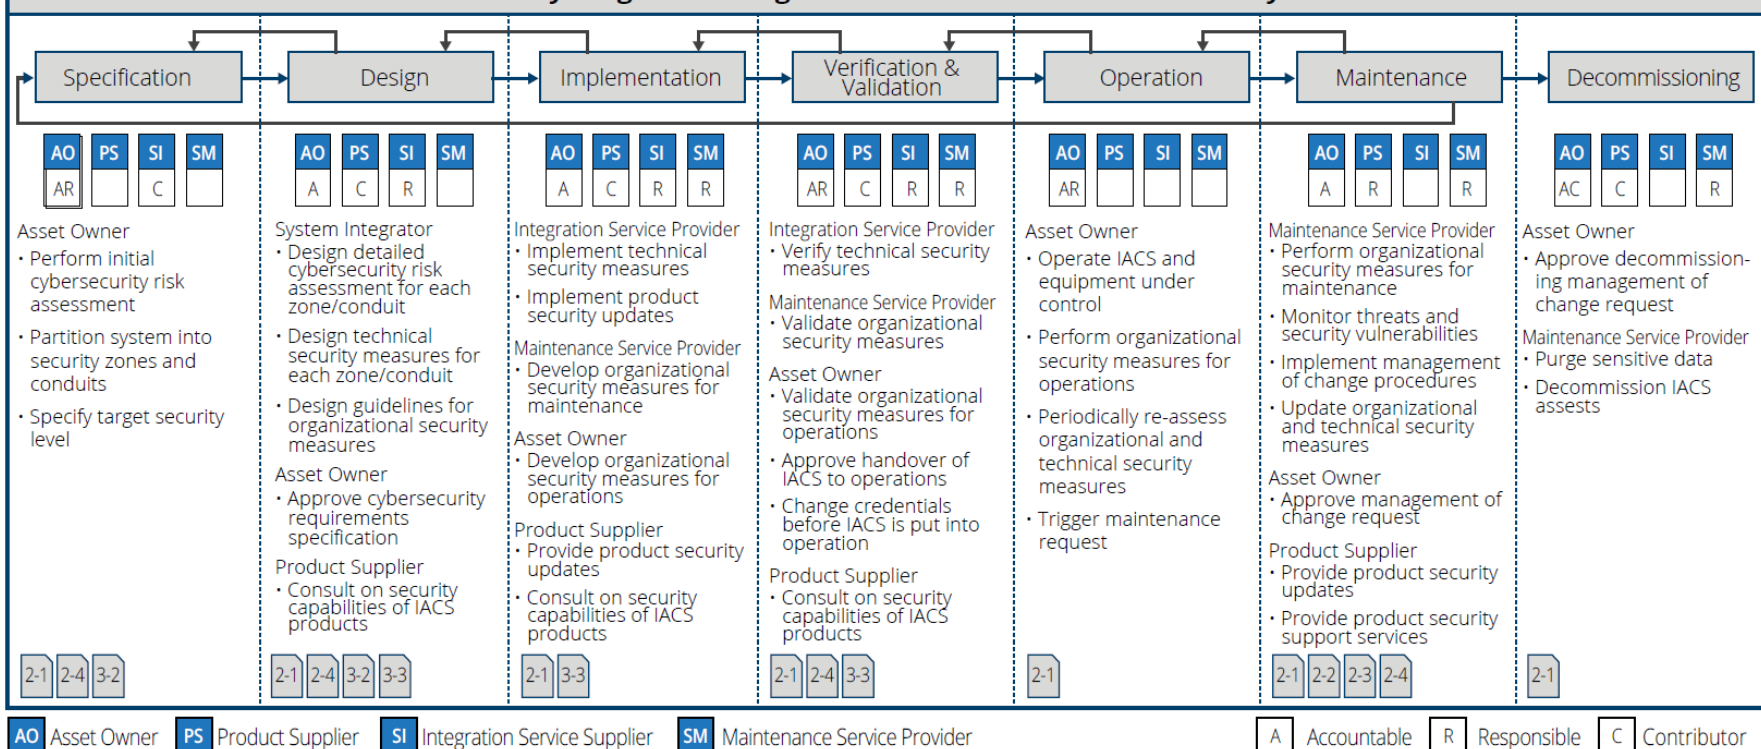 Specification
Design
Implementation
Verification &
Validation
Operation
Maintenance
Decommissioning
AO PS SI SM
AR C
Asset Owner
· Perform initial
cybersecurity risk
assessment
· Partition system into
security zones and
conduits
· Specify target security
level
2-1 2-4 3-2
AO PS SI SM
A C R
System Integrator
· Design detailed
cybersecurity risk
assessment for each
zone/conduit
· Design technical
security measures for
each zone/conduit
· Design guidelines for
organizational security
measures
Asset Owner
· Approve cybersecurity
requirements
specification
Product Supplier
· Consult on security
capabilities of IACS
products
2-1 2-4 3-2 3-3
AO PS SI SM
A C R R
Integration Service Provider
· Implement technical
security measures
· Implement product
security updates
Maintenance Service Provider
· Develop organizational
security measures for
maintenance
Asset Owner
· Develop organizational
security measures for
operations
Product Supplier
· Provide product security
updates
· Consult on security
capabilities of IACS
products
2-1 3-3
AO PS SI SM
AR C R R
Integration Service Provider
· Verify technical security
measures
Maintenance Service Provider
· Validate organizational
security measures
Asset Owner
· Validate organizational
security measures for
operations
· Approve handover of
IACS to operations
· Change credentials
before IACS is put into
operation
Product Supplier
· Consult on security
capabilities of IACS
products
2-1 2-4 3-3
AO PS SI SM
AR
Asset Owner
· Operate IACS and
equipment under
control
· Perform organizational
security measures for
operations
· Periodically re-assess
organizational and
technical security
measures
· Trigger maintenance
request
2-1
AO PS SI SM
A R R
Maintenance Service Provider
· Perform organizational
security measures for
maintenance
· Monitor threats and
security vulnerabilities
· Implement management
of change procedures
· Update organizational
and technical security
measures
Asset Owner
· Approve management of
change request
Product Supplier
· Provide product security
updates
· Provide product security
support services
2-1 2-2 2-3 2-4
AO PS SI SM
AC C R
Asset Owner
· Approve decommission-
ing management of
change request
Maintenance Service Provider
· Purge sensitive data
· Decommission IACS
assests
2-1
AO Asset Owner PS Product Supplier SI Integration Service Supplier SM Maintenance Service Provider A Accountable R Responsible C Contributor